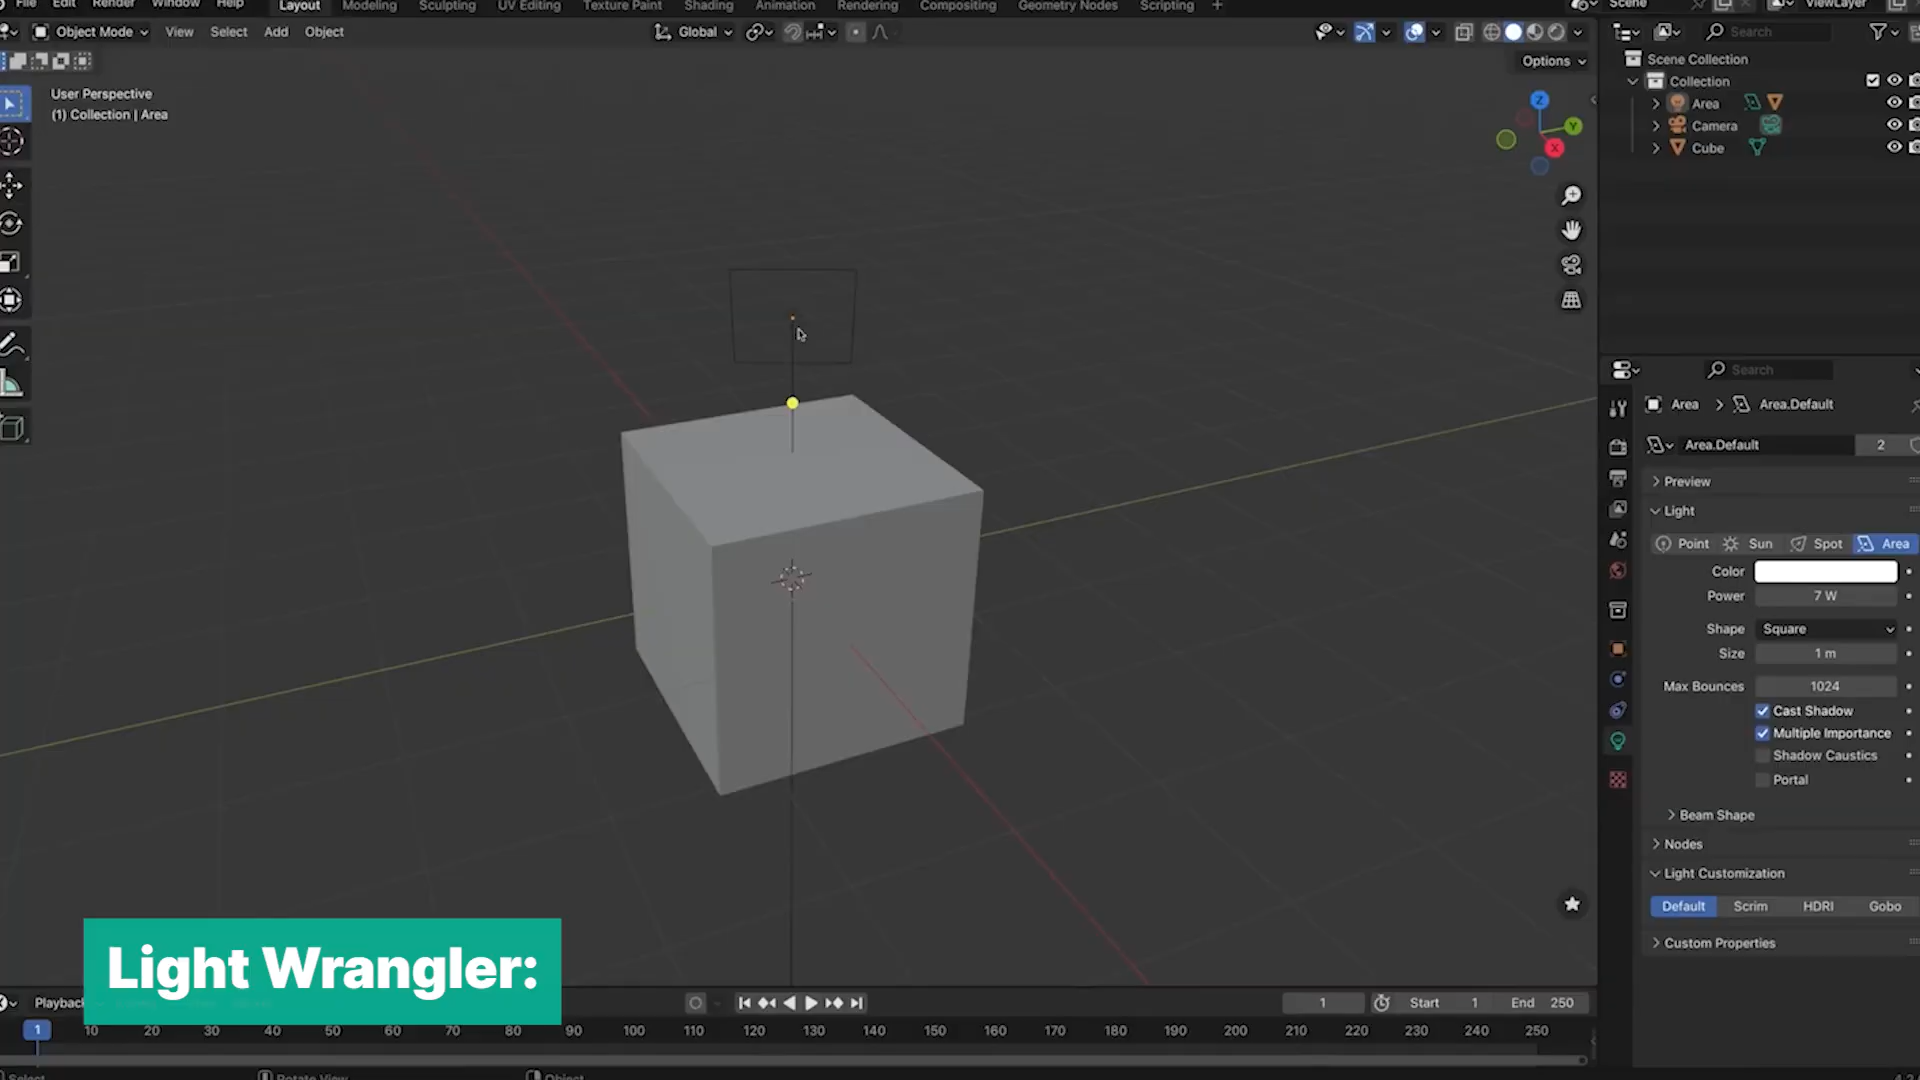 File Edit Render Window Help Layout Modeling Sculpting UV Editing Texture Paint Shading Animation Rendering Compositing Geometry Nodes Scripting +
Scene ViewLayer
Object Mode View Select Add Object Global
Search
Options
User Perspective
(1) Collection | Area
Scene Collection
Collection
Area
Camera
Cube
Z
Y
X
Search
Area > Area.Default
Area.Default 2
Preview
Light
Point Sun Spot Area
Color
Power 7 W
Shape Square
Size 1 m
Max Bounces 1024
Cast Shadow
Multiple Importance
Shadow Caustics
Portal
Beam Shape
Nodes
Light Customization
Default Scrim HDRI Gobo
Custom Properties
Light Wrangler:
1 Start 1 End 250
1 10 20 30 40 50 60 70 80 90 100 110 120 130 140 150 160 170 180 190 200 210 220 230 240 250
Select Rotate View Object